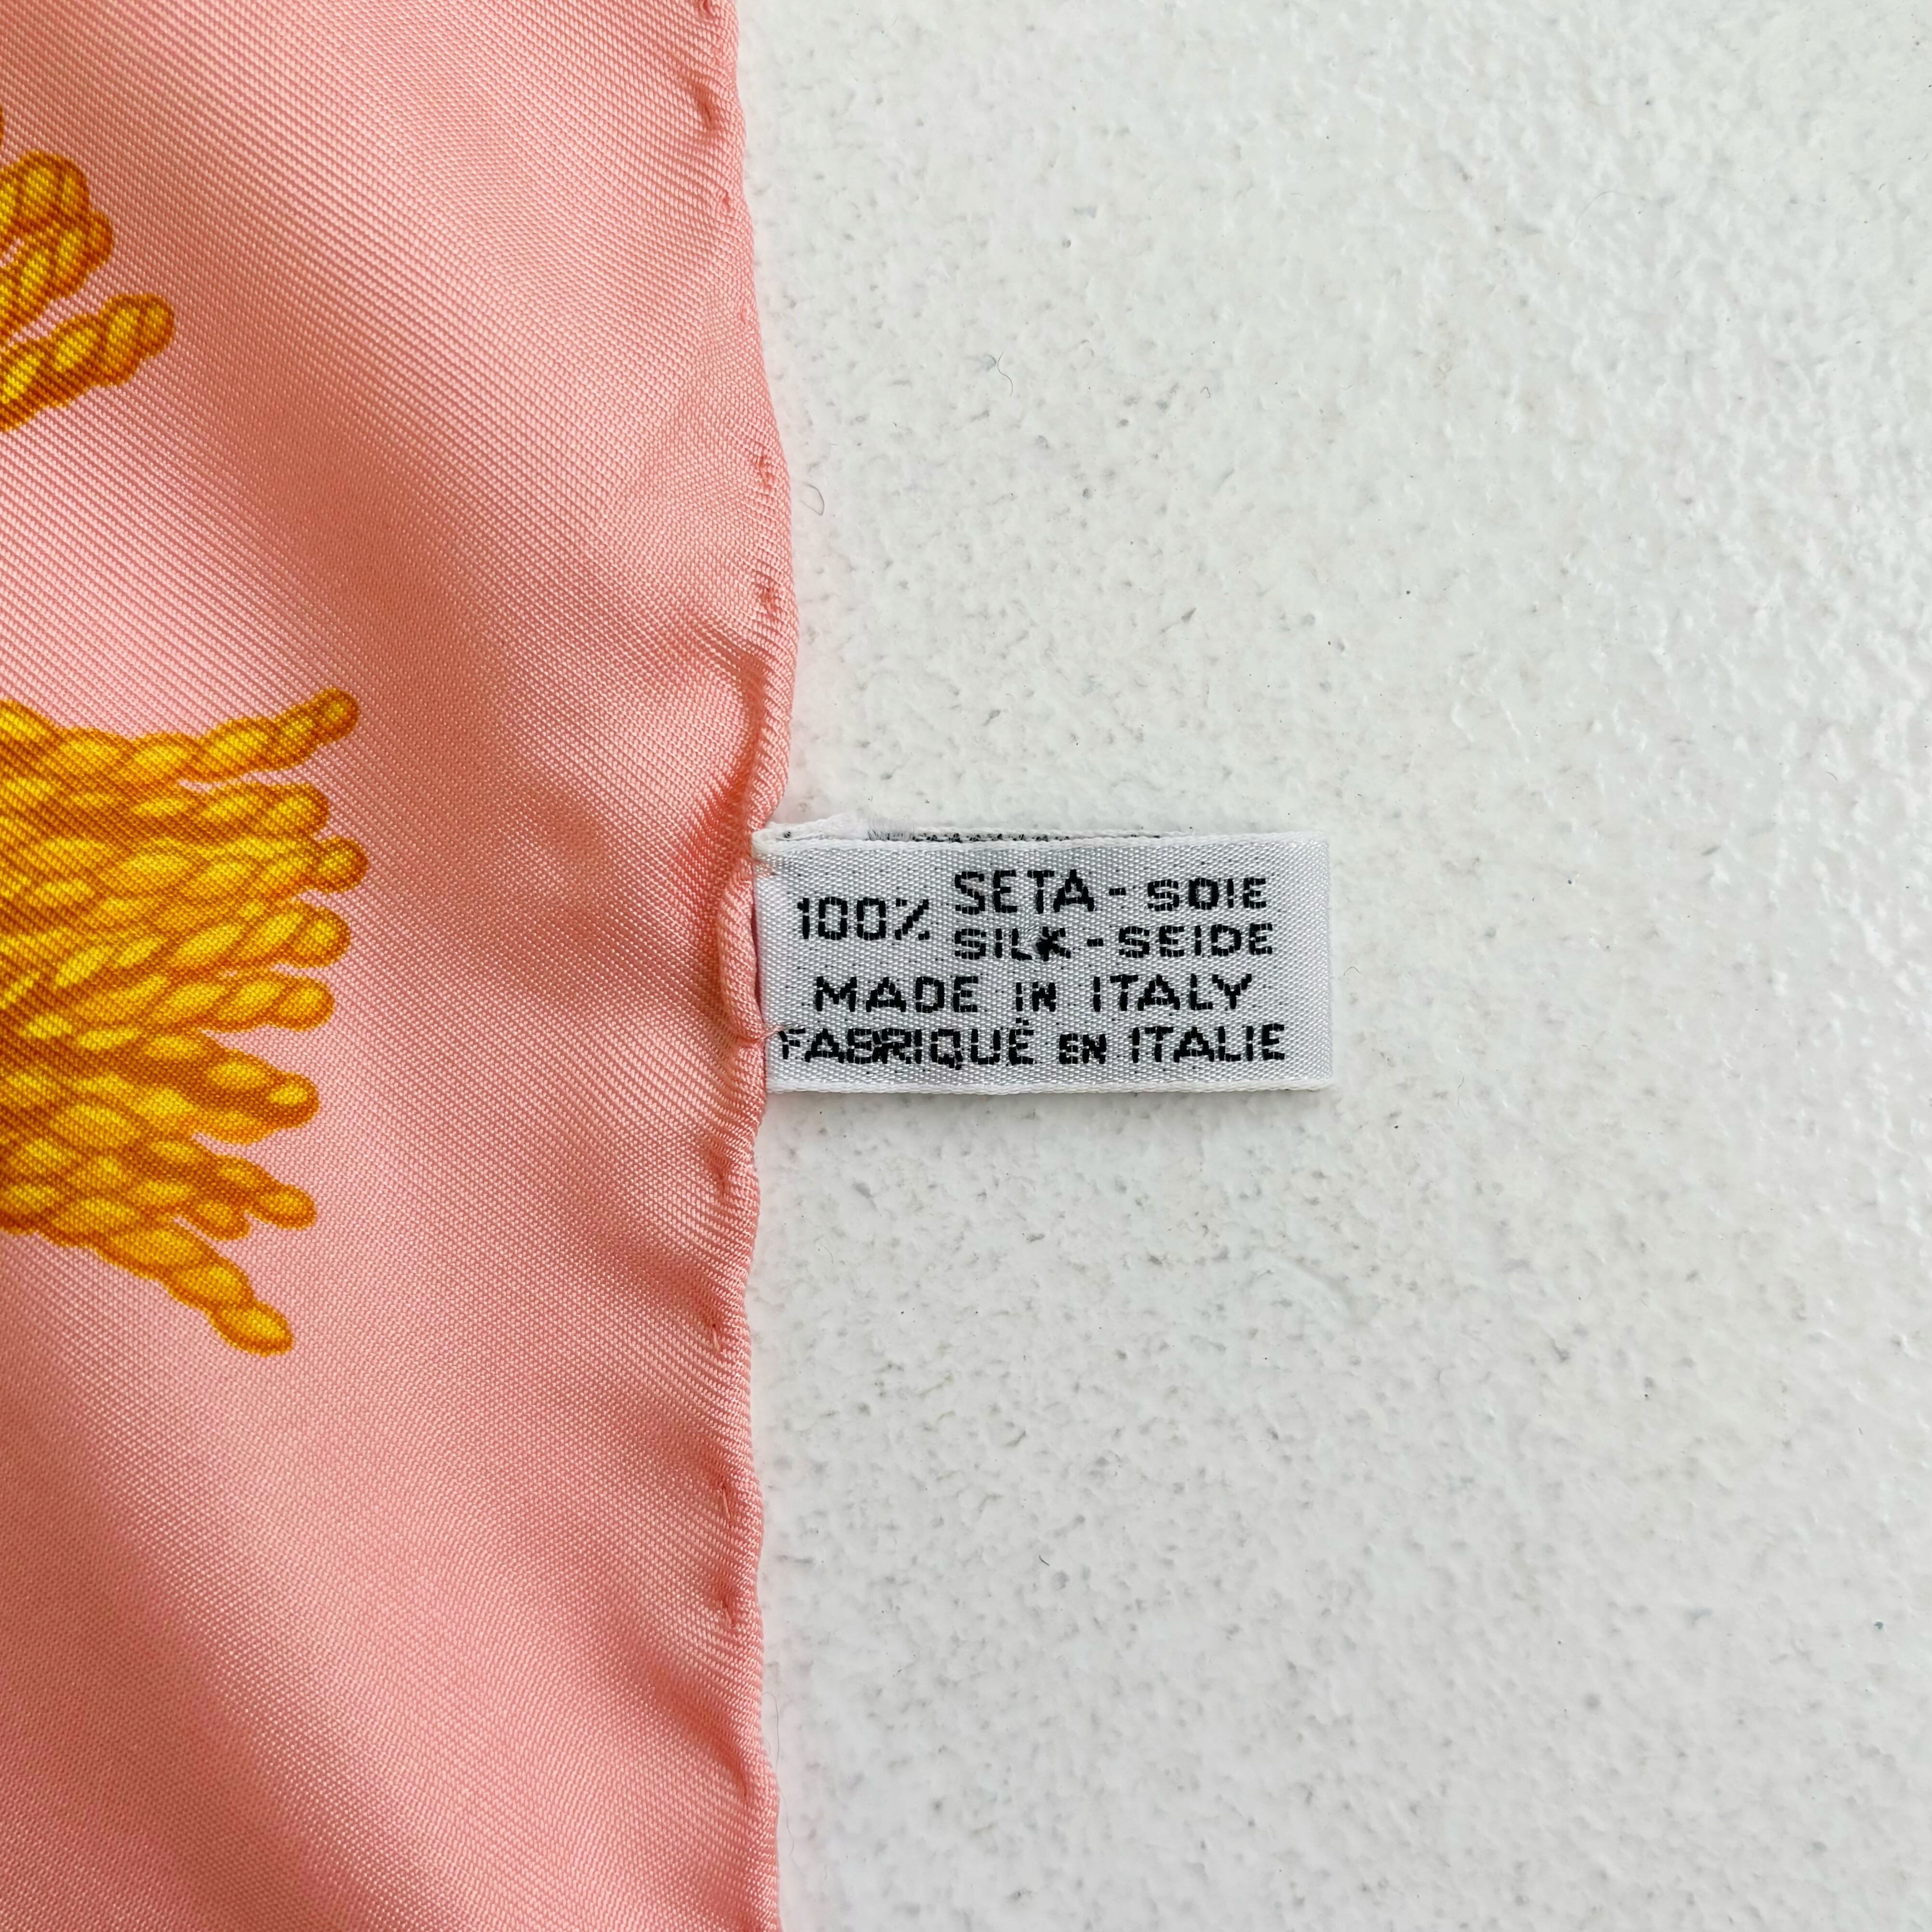 100% SETA - SOIE
SILK - SEIDE
MADE IN ITALY
FABRIQUÉ EN ITALIE